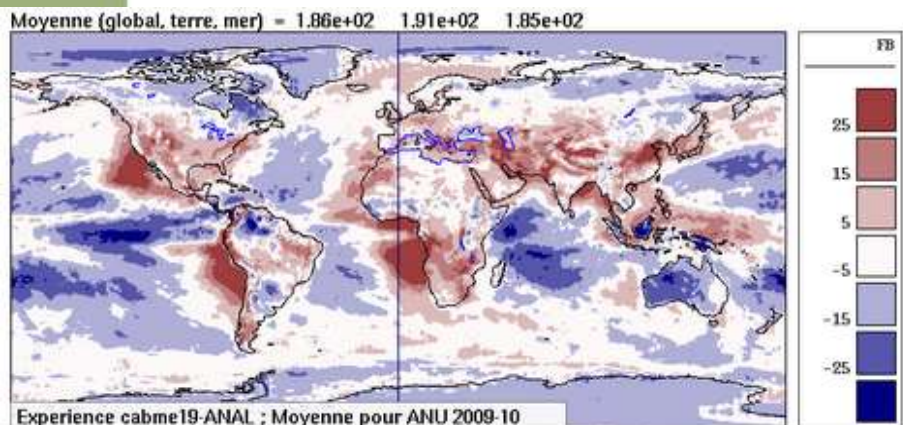 Moyenne (global, terre, mer) = 1.86e+02 1.91e+02 1.85e+02
FB
25
15
5
-5
-15
-25
Experience cabme19-ANAL ; Moyenne pour ANU 2009-10